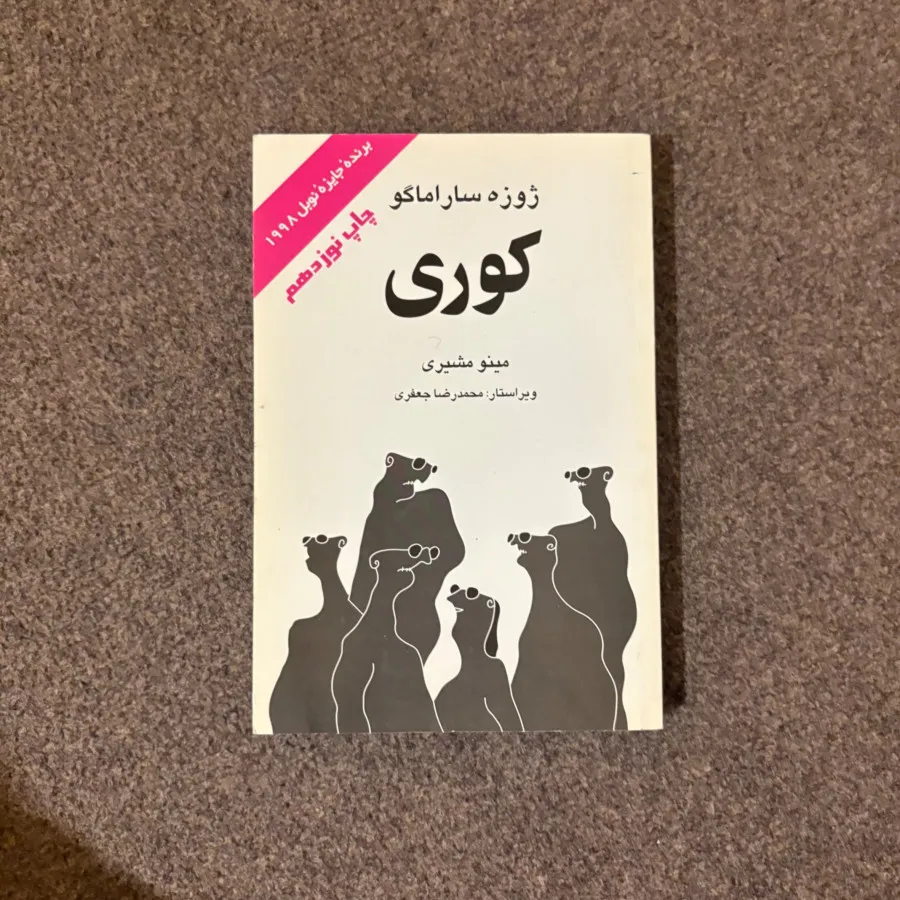 برندهٔ جایزهٔ نوبل ۱۹۹۸
چاپ نوزدهم
ژوزه ساراماگو
کوری
مینو مشیری
ویراستار: محمدرضا جعفری